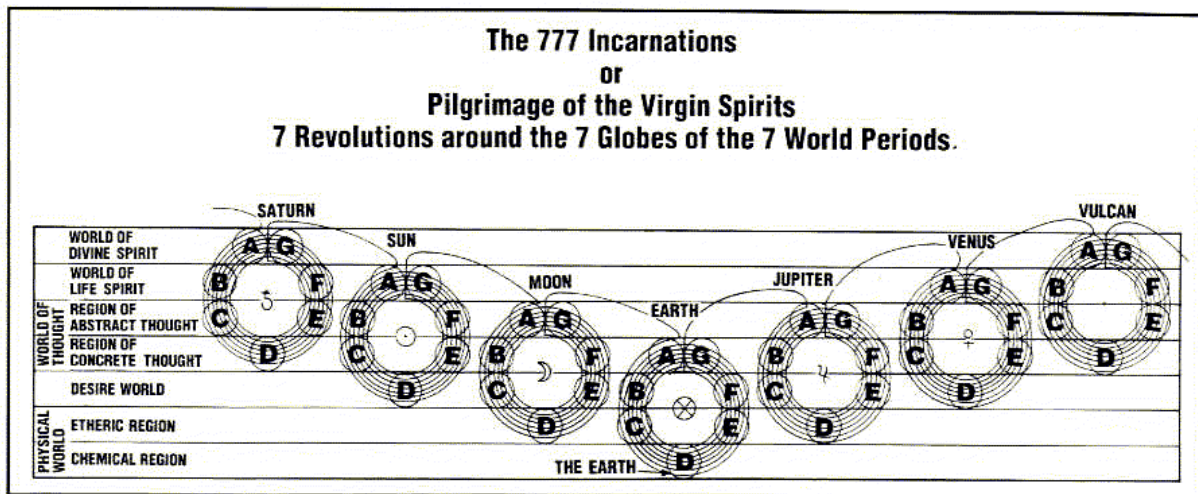 The 777 Incarnations
or
Pilgrimage of the Virgin Spirits
7 Revolutions around the 7 Globes of the 7 World Periods.
SATURN
SUN
MOON
EARTH
JUPITER
VENUS
VULCAN
WORLD OF
DIVINE SPIRIT
WORLD OF
LIFE SPIRIT
WORLD OF
THOUGHT
REGION OF
ABSTRACT THOUGHT
REGION OF
CONCRETE THOUGHT
DESIRE WORLD
PHYSICAL
WORLD
ETHERIC REGION
CHEMICAL REGION
A G
B F
C E
D
A G
B F
C E
D
A G
B F
C E
D
A G
B F
C E
D
A G
B F
C E
D
A G
B F
C E
D
A G
B F
C E
D
THE EARTH